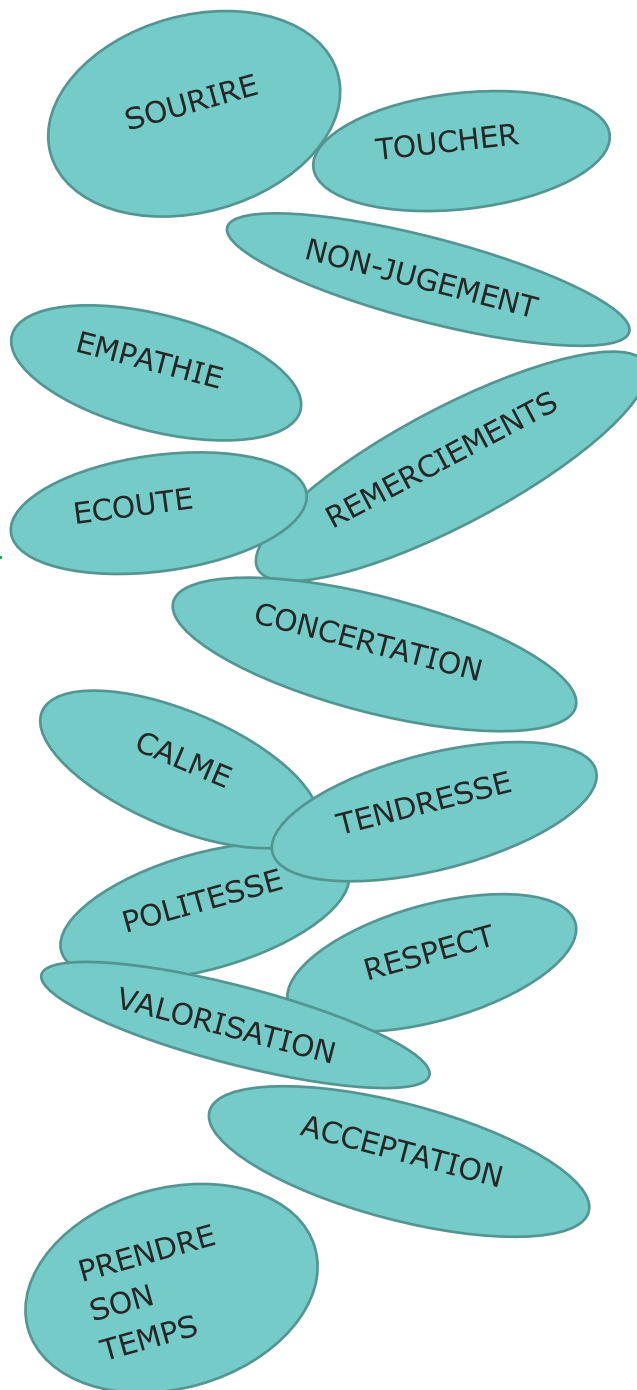 SOURIRE
TOUCHER
NON-JUGEMENT
EMPATHIE
REMERCIEMENTS
ECOUTE
CONCERTATION
CALME
TENDRESSE
POLITESSE
RESPECT
VALORISATION
ACCEPTATION
PRENDRE
SON
TEMPS